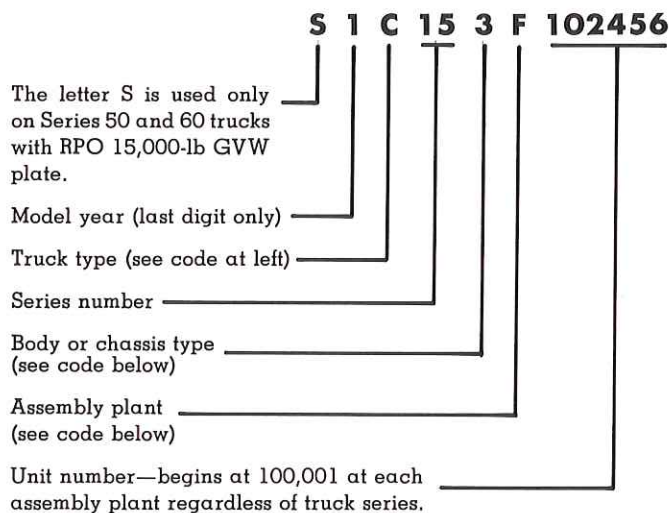 S 1 C 15 3 F 102456
The letter S is used only
on Series 50 and 60 trucks
with RPO 15,000-lb GVW
plate.
Model year (last digit only)
Truck type (see code at left)
Series number
Body or chassis type
(see code below)
Assembly plant
(see code below)
Unit number—begins at 100,001 at each
assembly plant regardless of truck series.